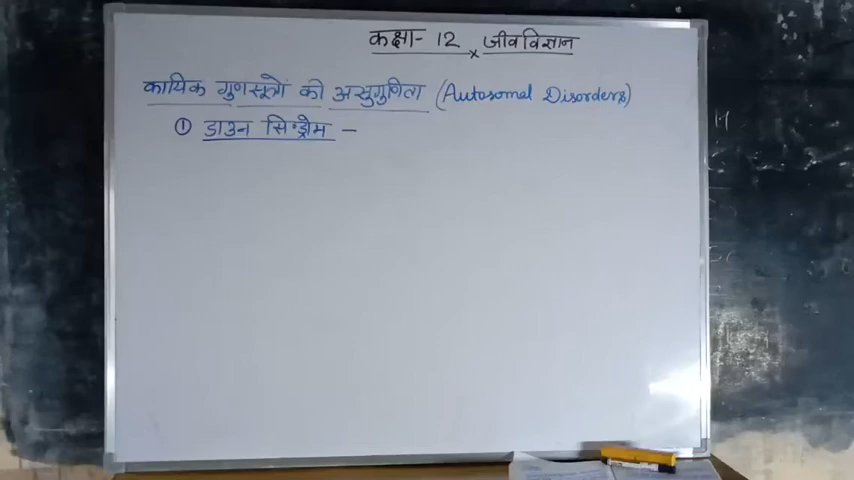 कक्षा- 12 × जीवविज्ञान
कायिक गुणसूत्रों की असुगुणिता (Autosomal Disorders)
① डाउन सिंड्रोम -